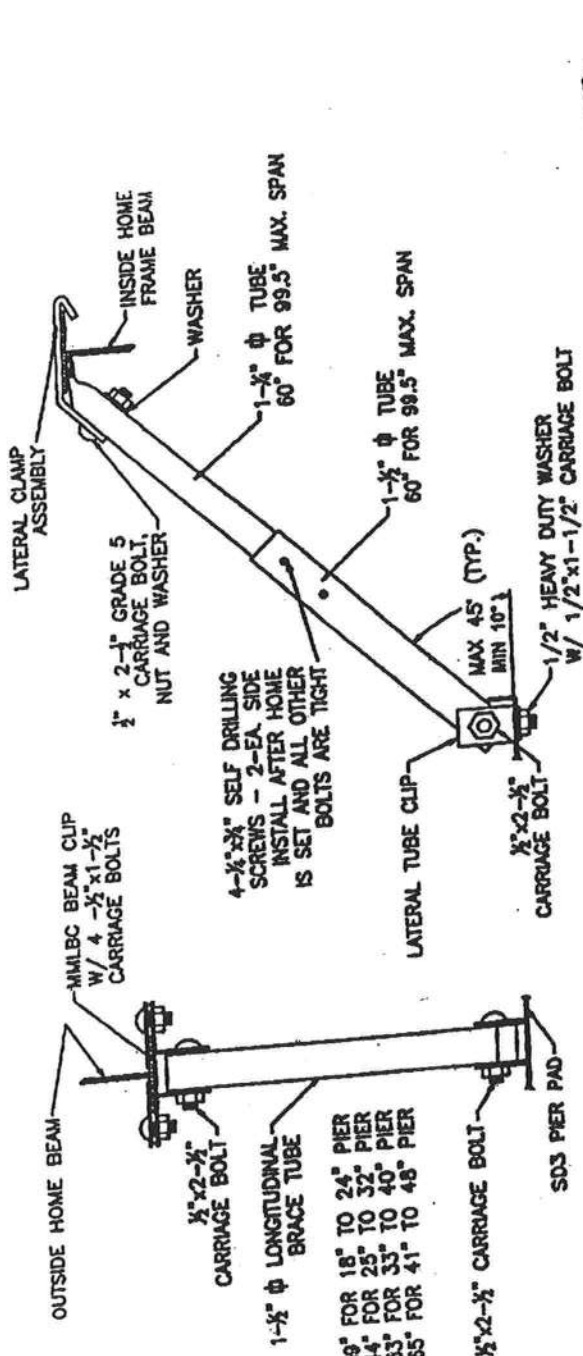 OUTSIDE HOME BEAM
MMLBC BEAM CLIP
W/ 4 -½"x1-½"
CARRIAGE BOLTS
½"x2-½"
CARRIAGE BOLT
1-½" ϕ LONGITUDINAL
BRACE TUBE
9" FOR 18" TO 24" PIER
4" FOR 25" TO 32" PIER
53" FOR 33" TO 40" PIER
65" FOR 41" TO 48" PIER
½"x2-½" CARRIAGE BOLT
SD3 PIER PAD
LATERAL CLAMP
ASSEMBLY
½" x 2-½" GRADE 5
CARRIAGE BOLT,
NUT AND WASHER
INSIDE HOME
FRAME BEAM
WASHER
1-¼" ϕ TUBE
60" FOR 99.5" MAX. SPAN
4-¼"x¾" SELF DRILLING
SCREWS - 2-EA. SIDE
INSTALL AFTER HOME
IS SET AND ALL OTHER
BOLTS ARE TIGHT
1-½" ϕ TUBE
60" FOR 99.5" MAX. SPAN
LATERAL TUBE CLIP
MAX 45° (TYP.)
MIN 10°
½"x2-½"
CARRIAGE BOLT
1/2" HEAVY DUTY WASHER
W/ 1/2"x1-1/2" CARRIAGE BOLT